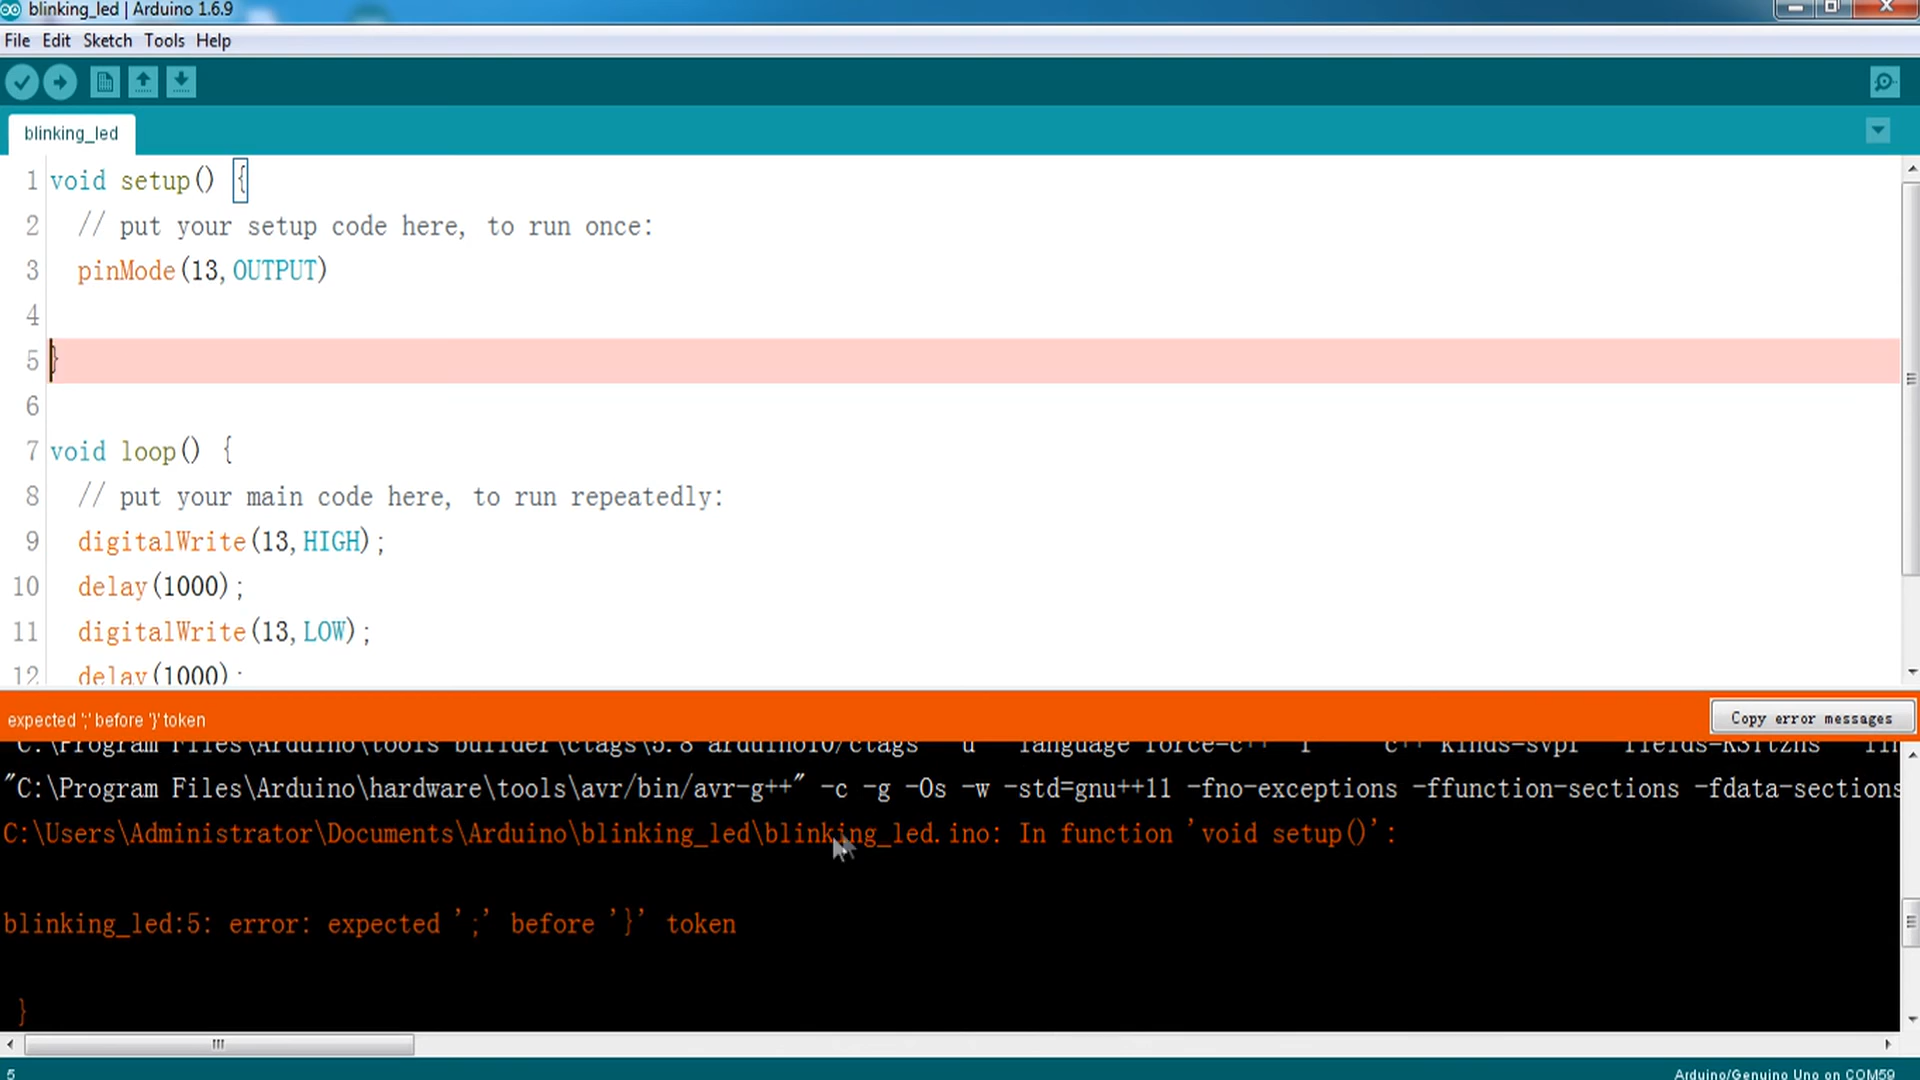 blinking_led | Arduino 1.6.9
File Edit Sketch Tools Help
blinking_led
1 void setup() {
2 // put your setup code here, to run once:
3 pinMode(13,OUTPUT)
4
5 }
6
7 void loop() {
8 // put your main code here, to run repeatedly:
9 digitalWrite(13,HIGH);
10 delay(1000);
11 digitalWrite(13,LOW);
12 delay(1000);
expected ';' before '}' token
Copy error messages
"C:\Program Files\Arduino\hardware\tools\avr/bin/avr-g++" -c -g -Os -w -std=gnu++11 -fno-exceptions -ffunction-sections -fdata-sections
C:\Users\Administrator\Documents\Arduino\blinking_led\blinking_led.ino: In function 'void setup()':
blinking_led:5: error: expected ';' before '}' token
}
5
Arduino/Genuino Uno on COM59